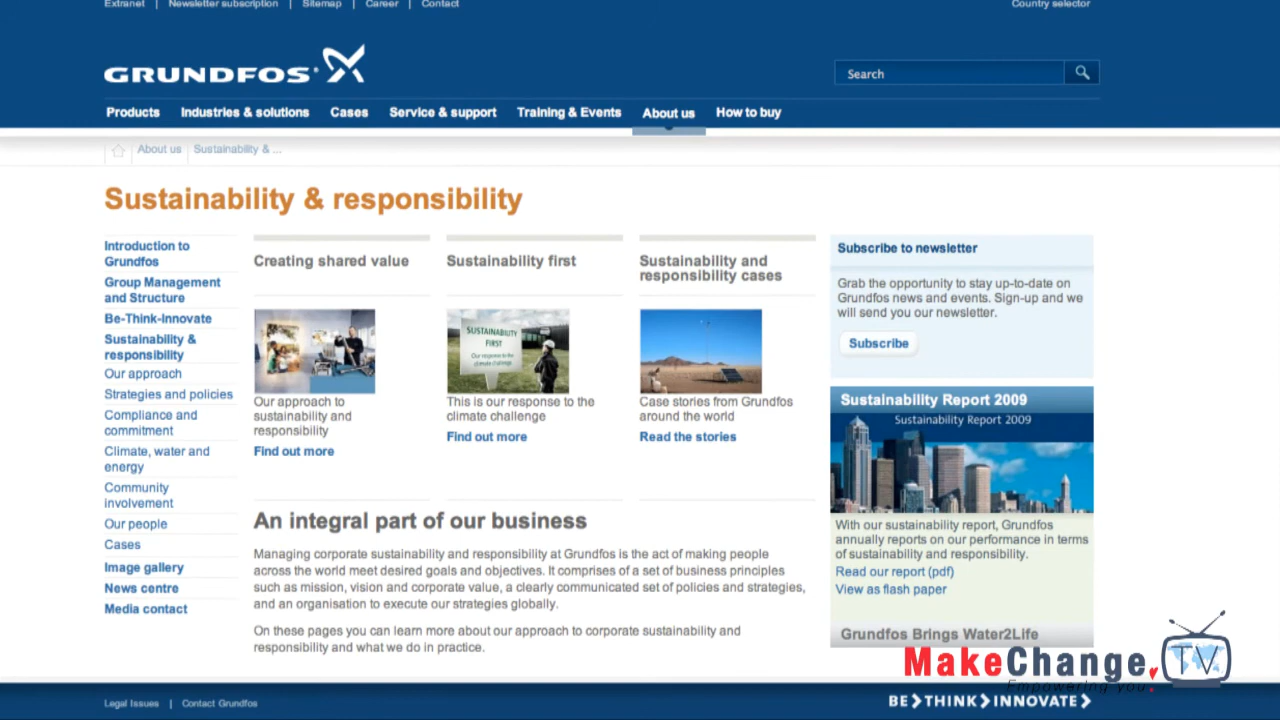 Extranet | Newsletter subscription | Sitemap | Career | Contact
Country selector
GRUNDFOS
Search
Products Industries & solutions Cases Service & support Training & Events About us How to buy
About us Sustainability & ...
Sustainability & responsibility
Introduction to
Grundfos
Group Management
and Structure
Be-Think-Innovate
Sustainability &
responsibility
Our approach
Strategies and policies
Compliance and
commitment
Climate, water and
energy
Community
involvement
Our people
Cases
Image gallery
News centre
Media contact
Creating shared value
Our approach to
sustainability and
responsibility
Find out more
Sustainability first
SUSTAINABILITY
FIRST
Our response to the
climate challenge
This is our response to the
climate challenge
Find out more
Sustainability and
responsibility cases
Case stories from Grundfos
around the world
Read the stories
An integral part of our business
Managing corporate sustainability and responsibility at Grundfos is the act of making people
across the world meet desired goals and objectives. It comprises of a set of business principles
such as mission, vision and corporate value, a clearly communicated set of policies and strategies,
and an organisation to execute our strategies globally.
On these pages you can learn more about our approach to corporate sustainability and
responsibility and what we do in practice.
Subscribe to newsletter
Grab the opportunity to stay up-to-date on
Grundfos news and events. Sign-up and we
will send you our newsletter.
Subscribe
Sustainability Report 2009
Sustainability Report 2009
With our sustainability report, Grundfos
annually reports on our performance in terms
of sustainability and responsibility.
Read our report (pdf)
View as flash paper
Grundfos Brings Water2Life
MakeChange. TV
Empowering you.
Legal Issues | Contact Grundfos
BE>THINK>INNOVATE>